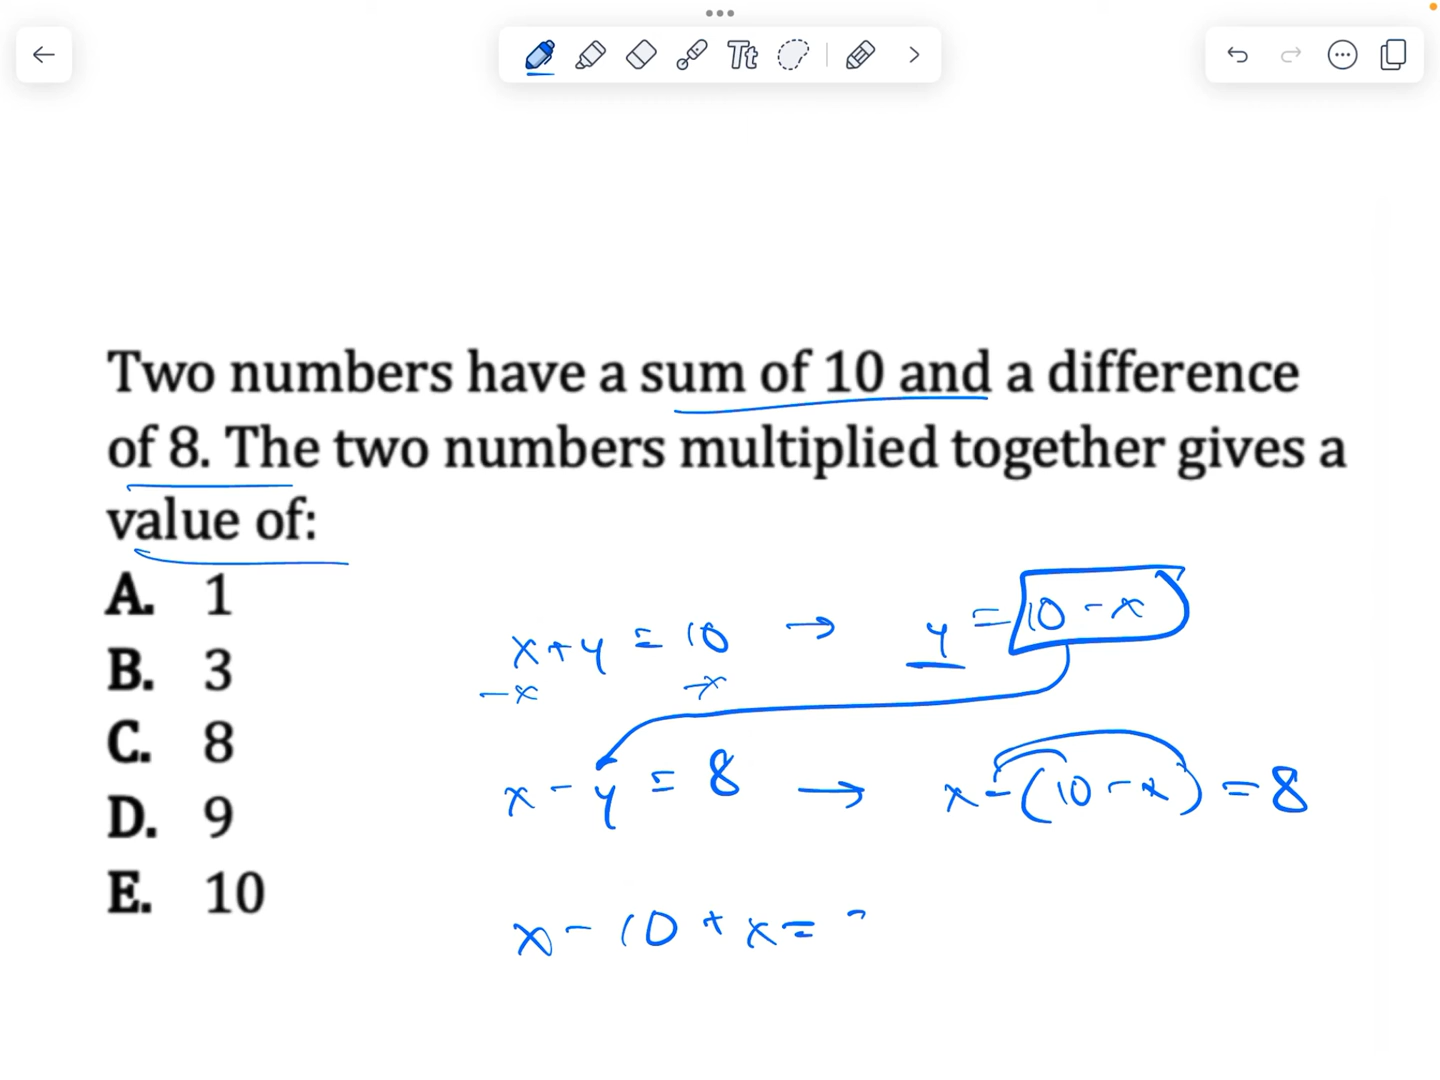 Tt
Two numbers have a sum of 10 and a difference
of 8. The two numbers multiplied together gives a
value of:
A. 1
B. 3
C. 8
D. 9
E. 10
x+y = 10 → y = 10 - x
-x -x
x - y = 8 → x - (10 - x) = 8
x - 10 + x =